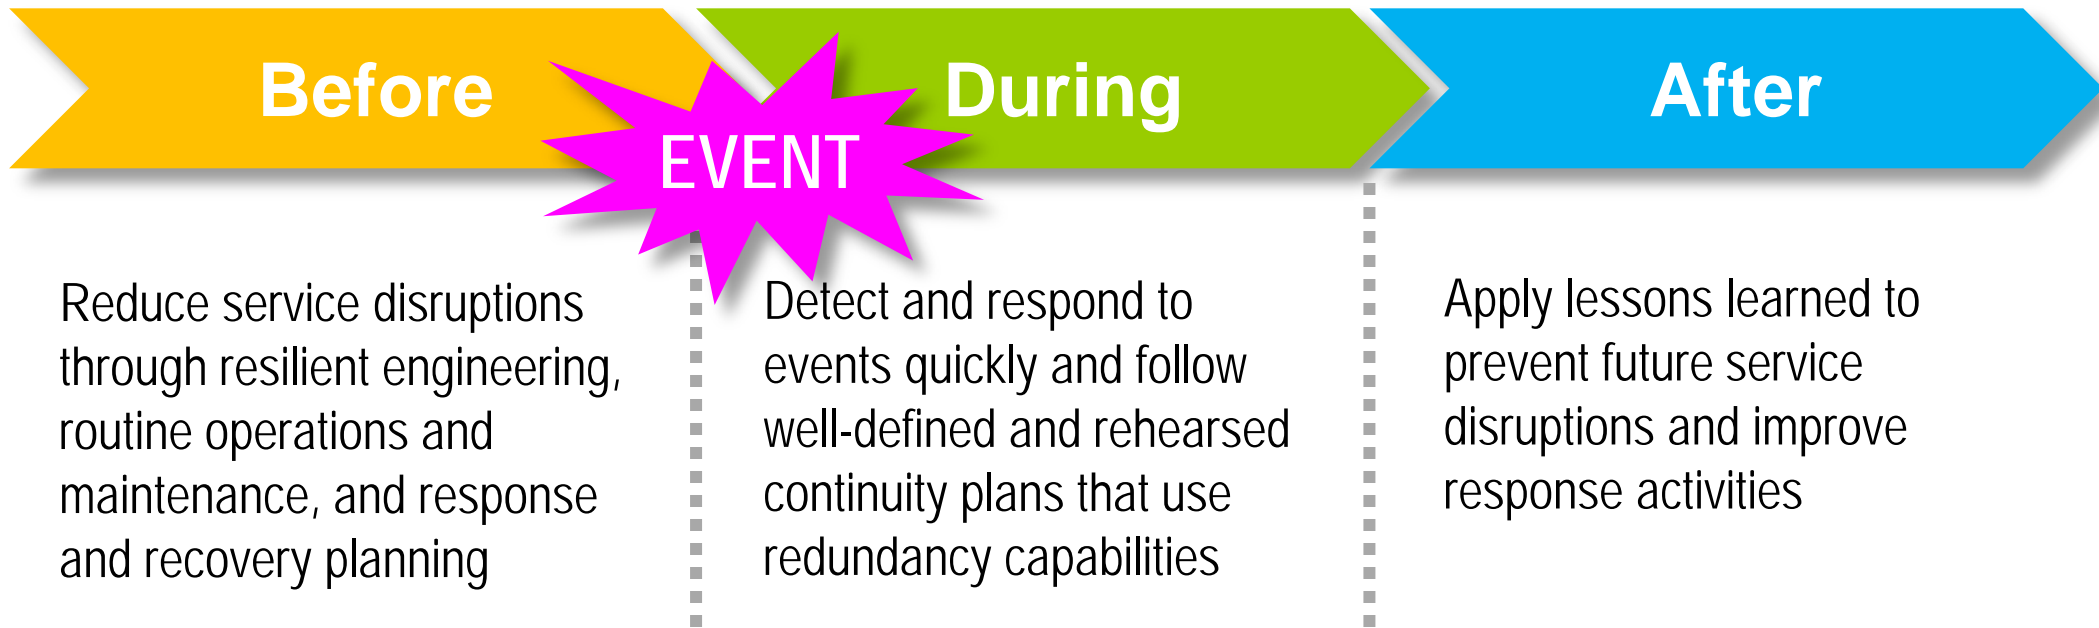 Before
EVENT
During
After
Reduce service disruptions
through resilient engineering,
routine operations and
maintenance, and response
and recovery planning
Detect and respond to
events quickly and follow
well-defined and rehearsed
continuity plans that use
redundancy capabilities
Apply lessons learned to
prevent future service
disruptions and improve
response activities